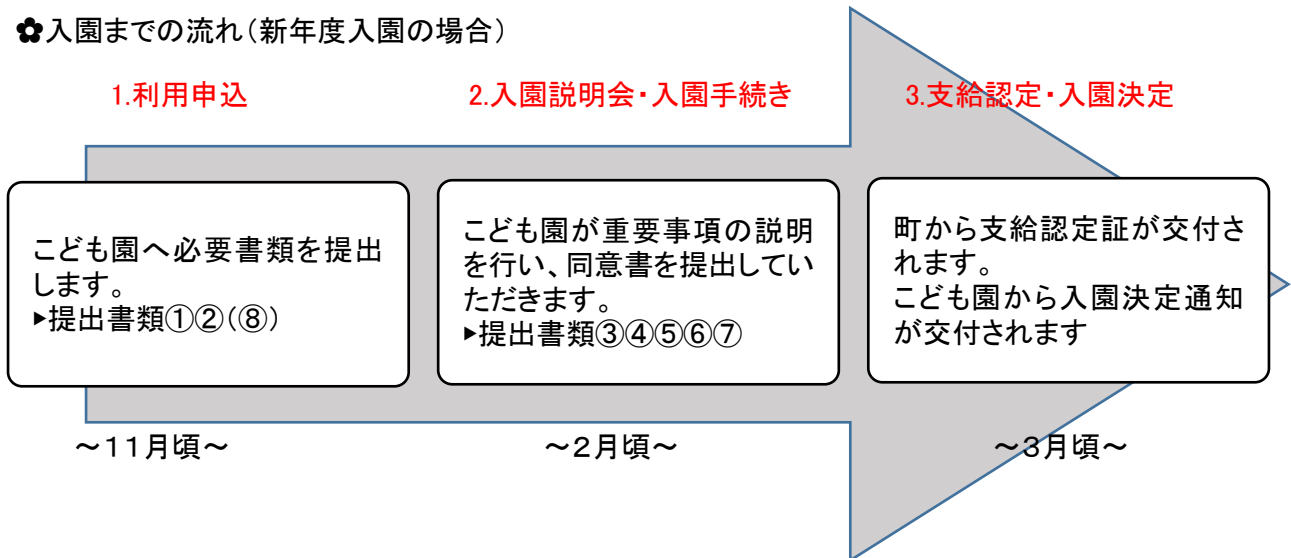 ✿入園までの流れ（新年度入園の場合）
1.利用申込
2.入園説明会・入園手続き
3.支給認定・入園決定
こども園へ必要書類を提出
します。
▶提出書類①②（⑧）
こども園が重要事項の説明
を行い、同意書を提出してい
ただきます。
▶提出書類③④⑤⑥⑦
町から支給認定証が交付さ
れます。
こども園から入園決定通知
が交付されます
～11月頃～
～2月頃～
～3月頃～